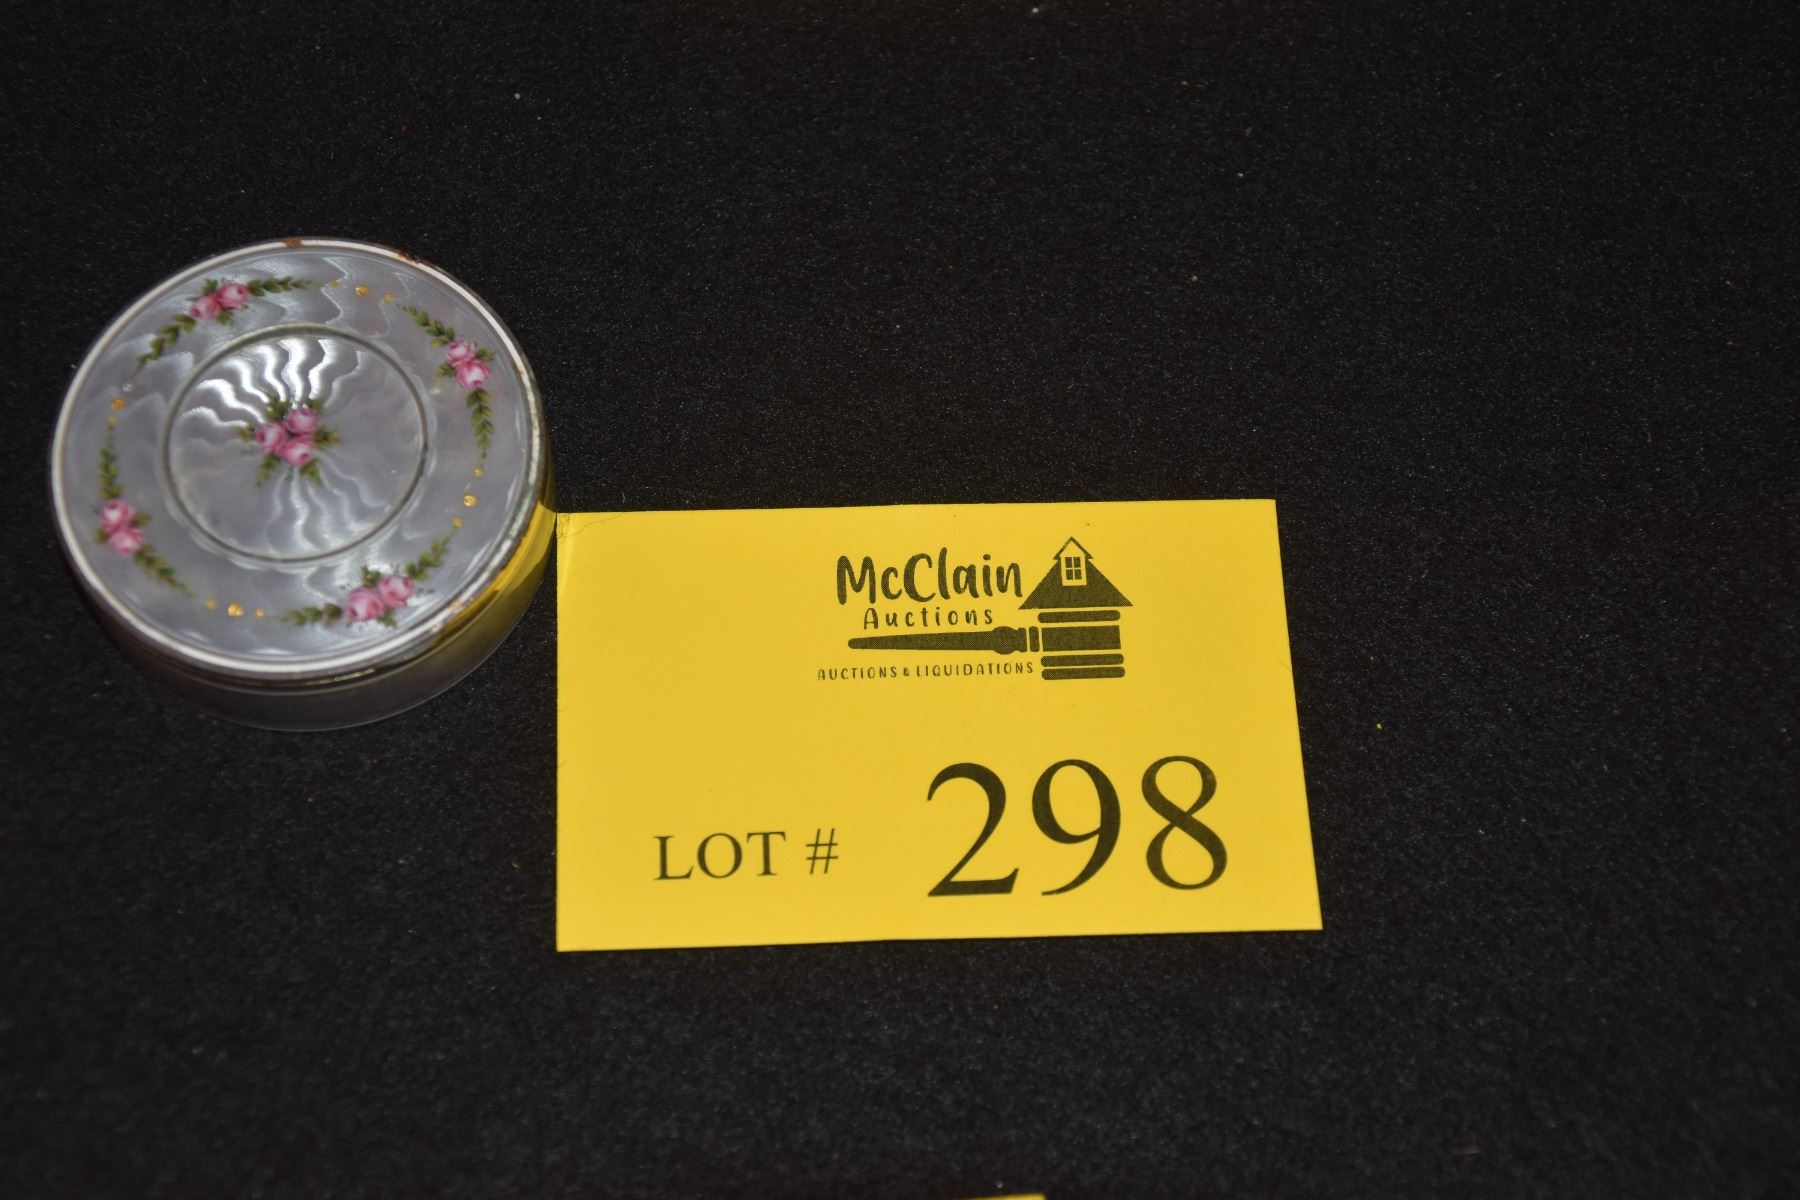 McClain
Auctions
AUCTIONS & LIQUIDATIONS
LOT # 298